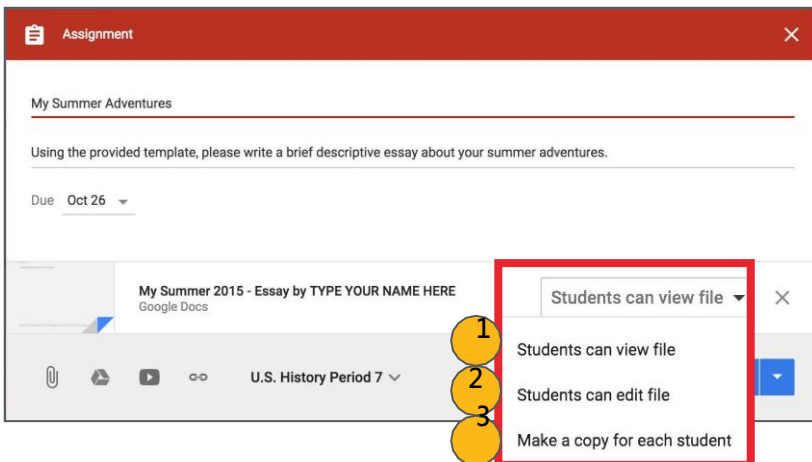 Assignment
My Summer Adventures
Using the provided template, please write a brief descriptive essay about your summer adventures.
Due Oct 26
My Summer 2015 - Essay by TYPE YOUR NAME HERE
Google Docs
Students can view file
1
Students can view file
U.S. History Period 7
2
Students can edit file
3
Make a copy for each student